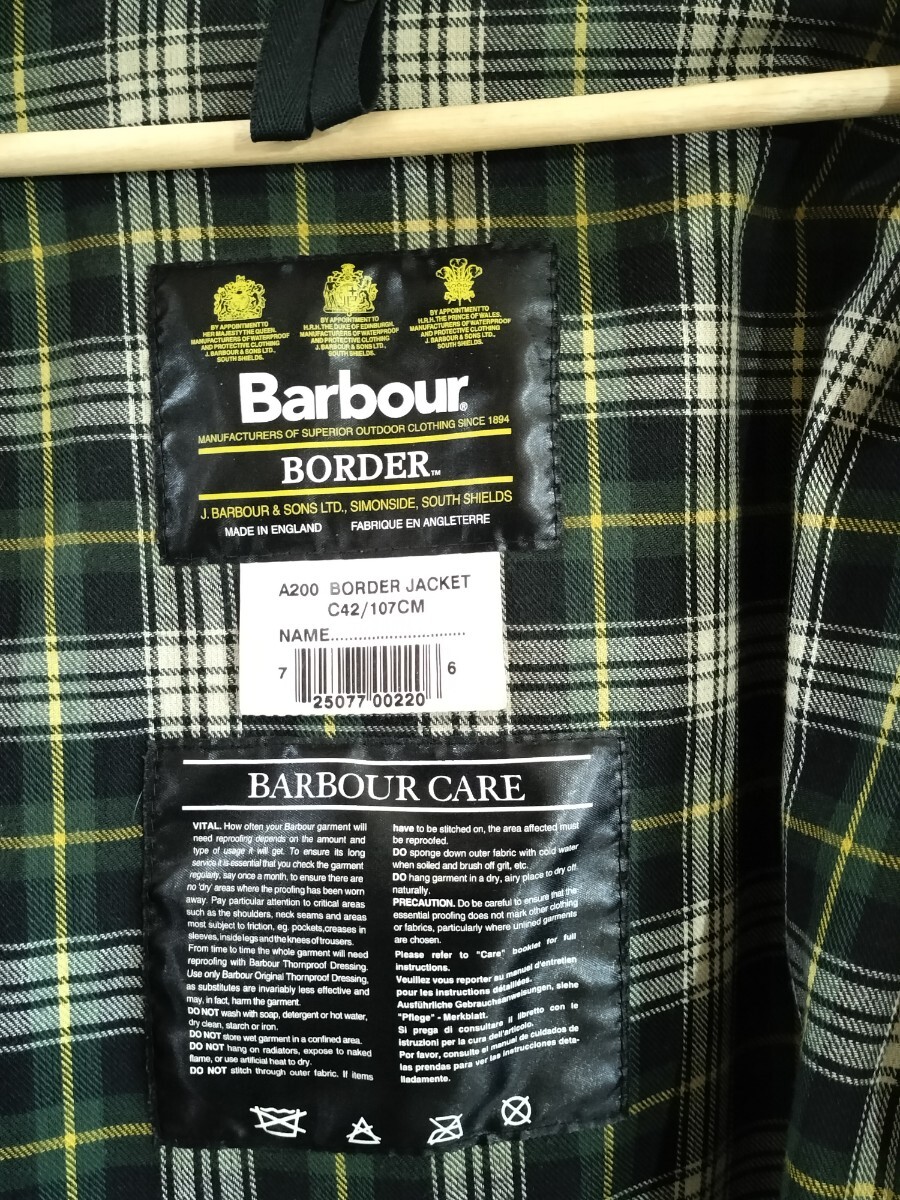 BY APPOINTMENT TO
HER MAJESTY THE QUEEN.
MANUFACTURERS OF WATERPROOF
AND PROTECTIVE CLOTHING
J. BARBOUR & SONS LTD.,
SOUTH SHIELDS.
BY APPOINTMENT TO
H.R.H. THE DUKE OF EDINBURGH.
MANUFACTURERS OF WATERPROOF
AND PROTECTIVE CLOTHING
J. BARBOUR & SONS LTD.,
SOUTH SHIELDS.
BY APPOINTMENT TO
H.R.H. THE PRINCE OF WALES.
MANUFACTURERS OF WATERPROOF
AND PROTECTIVE CLOTHING
J. BARBOUR & SONS LTD.,
SOUTH SHIELDS.
Barbour®
MANUFACTURERS OF SUPERIOR OUTDOOR CLOTHING SINCE 1894
BORDER™
J. BARBOUR & SONS LTD., SIMONSIDE, SOUTH SHIELDS
MADE IN ENGLAND FABRIQUE EN ANGLETERRE
A200 BORDER JACKET
C42/107CM
NAME.............................
7 25077 00220 6
BARBOUR CARE
VITAL. How often your Barbour garment will
need reproofing depends on the amount and
type of usage it will get. To ensure its long
service it is essential that you check the garment
regularly, say once a month, to ensure there are
no 'dry' areas where the proofing has been worn
away. Pay particular attention to critical areas
such as the shoulders, neck seams and areas
most subject to friction, eg. pockets, creases in
sleeves, inside legs and the knees of trousers.
From time to time the whole garment will need
reproofing with Barbour Thornproof Dressing.
Use only Barbour Original Thornproof Dressing,
as substitutes are invariably less effective and
may, in fact, harm the garment.
DO NOT wash with soap, detergent or hot water,
dry clean, starch or iron.
DO NOT store wet garment in a confined area.
DO NOT hang on radiators, expose to naked
flame, or use artificial heat to dry.
DO NOT stitch through outer fabric. If items
have to be stitched on, the area affected must
be reproofed.
DO sponge down outer fabric with cold water
when soiled and brush off grit, etc..
DO hang garment in a dry, airy place to dry off
naturally.
PRECAUTION. Do be careful to ensure that the
essential proofing does not mark other clothing
or fabrics, particularly where unlined garments
are chosen.
Please refer to "Care" booklet for full
instructions.
Veuillez vous reporter au manuel d'entretien
pour les instructions détaillées.
Ausführliche Gebrauchsanweisungen, siehe
"Pflege" - Merkblatt.
Si prega di consultare il libretto con le
istruzioni per la cura dell'articolo.
Por favor, consulte el manual de cuidados de
las prendas para ver las instrucciones deta-
lladamente.